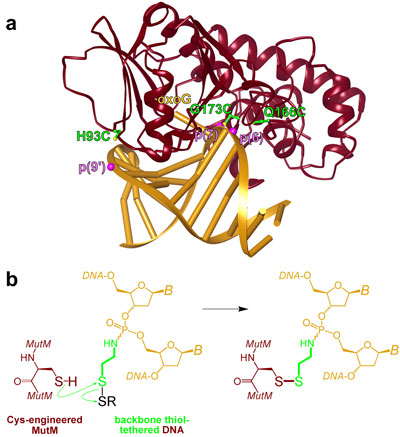 a
oxoG
G173C Q166C
H93C
p(7) p(6)
p(9')
b
DNA-O
O
B
O
O=P-O
HN
O
B
DNA-O
MutM
HN
O
MutM
S-H
S
SR
Cys-engineered
MutM
backbone thiol-
tethered DNA
DNA-O
O
B
O
O=P-O
HN
O
B
DNA-O
MutM
HN
O
MutM
S-S